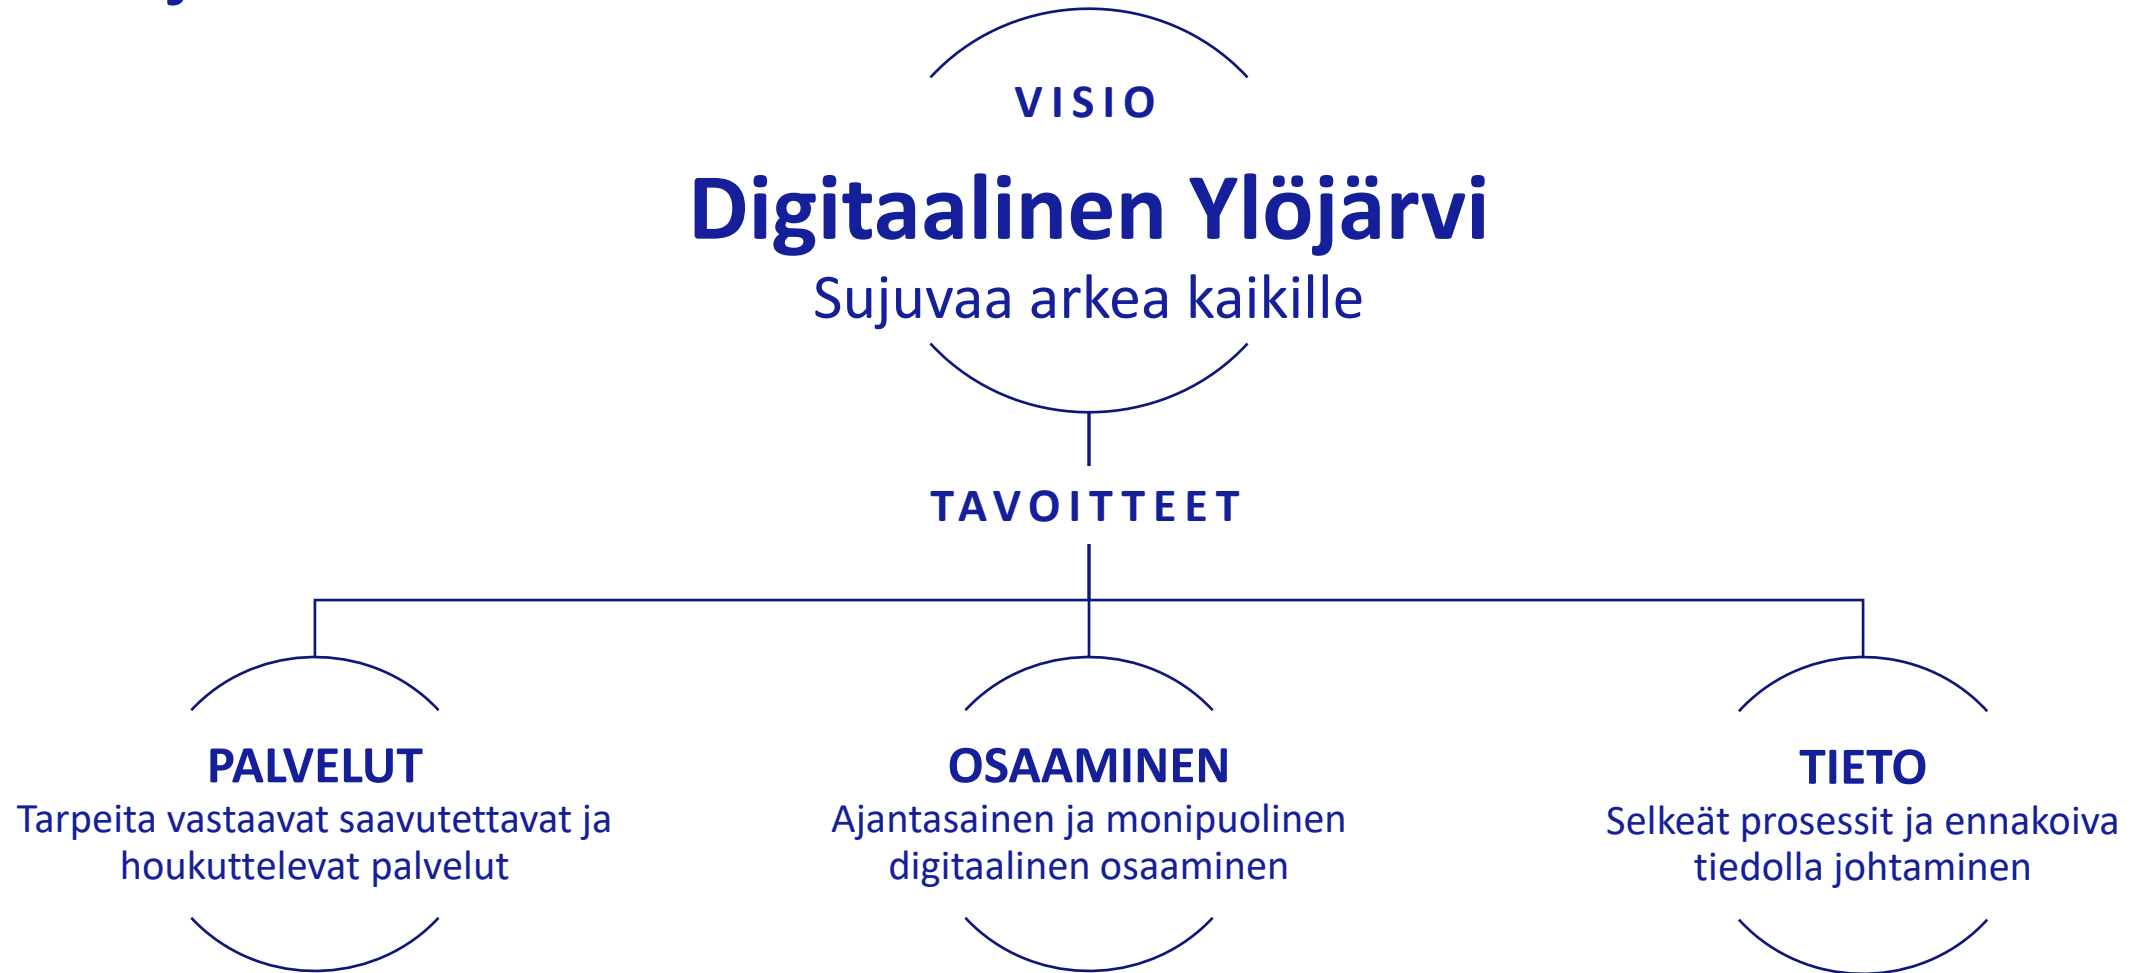 VISIO
Digitaalinen Ylöjärvi
Sujuvaa arkea kaikille
TAVOITTEET
PALVELUT
Tarpeita vastaavat saavutettavat ja
houkuttelevat palvelut
OSAAMINEN
Ajantasainen ja monipuolinen
digitaalinen osaaminen
TIETO
Selkeät prosessit ja ennakoiva
tiedolla johtaminen